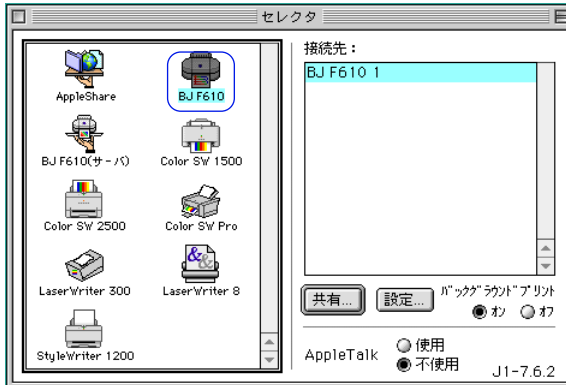 セレクタ
AppleShare
BJ F610
BJ F610(サーバ)
Color SW 1500
Color SW 2500
Color SW Pro
LaserWriter 300
LaserWriter 8
StyleWriter 1200
接続先：
BJ F610 1
共有...
設定...
ﾊﾞｯｸｸﾞﾗｳﾝﾄﾞﾌﾟﾘﾝﾄ
ｵﾝ
ｵﾌ
AppleTalk
使用
不使用
J1-7.6.2